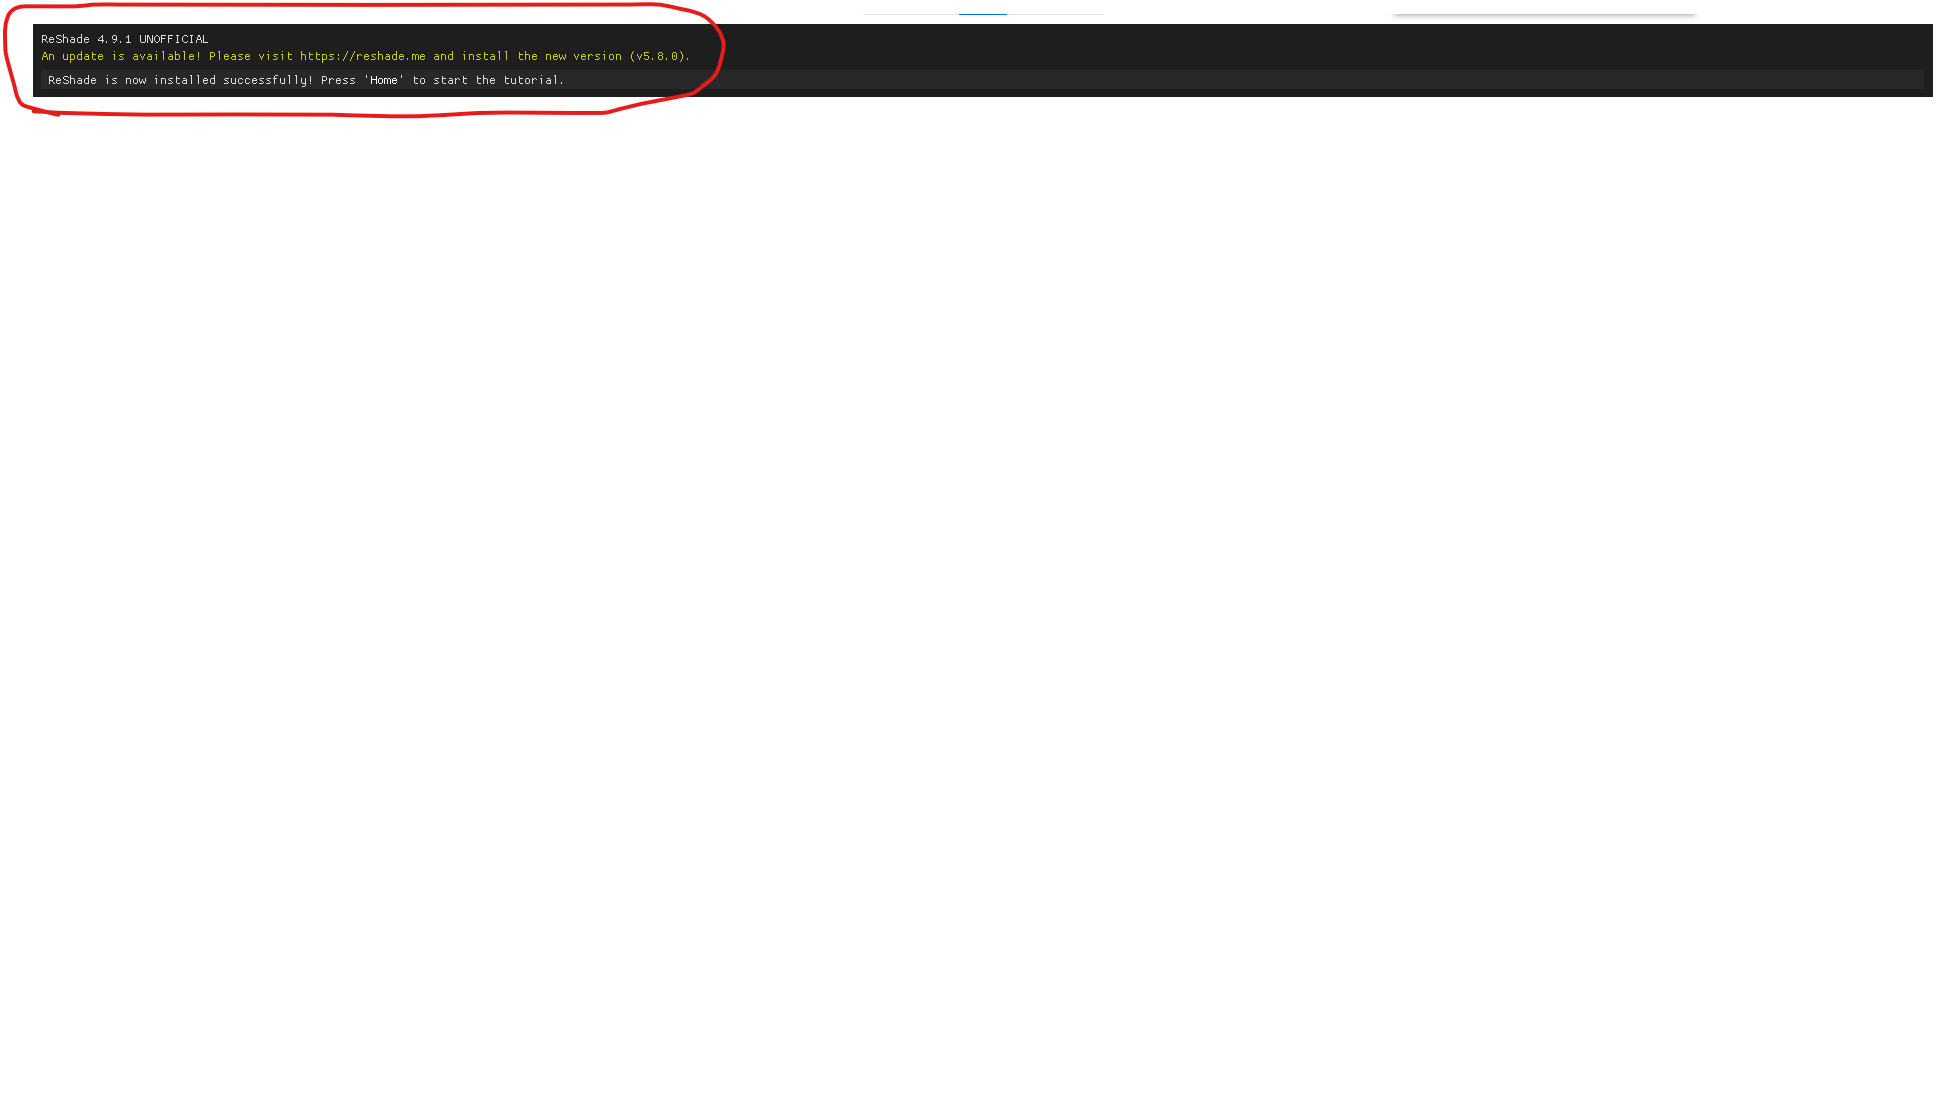 ReShade 4.9.1 UNOFFICIAL
An update is available! Please visit https://reshade.me and install the new version (v5.8.0).
ReShade is now installed successfully! Press 'Home' to start the tutorial.